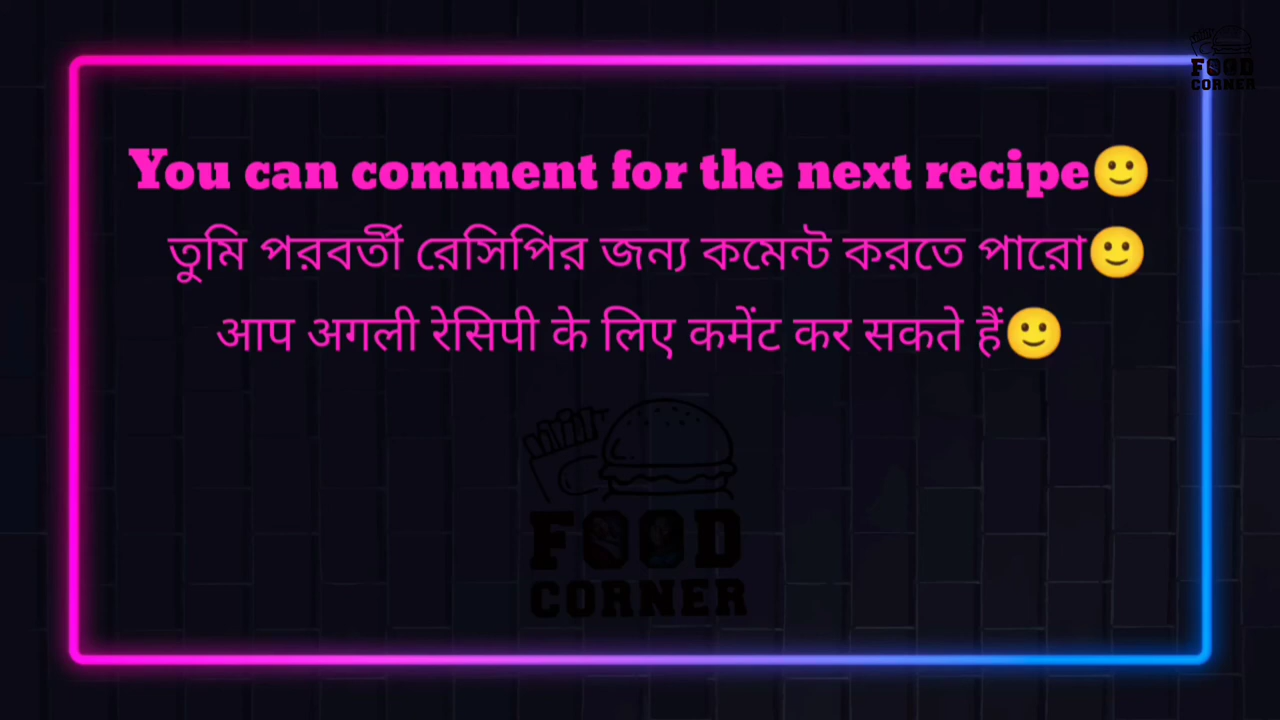 FOOD
CORNER
You can comment for the next recipe🙂
তুমি পরবর্তী রেসিপির জন্য কমেন্ট করতে পারো🙂
आप अगली रेसिपी के लिए कमेंट कर सकते हैं🙂
FOOD
CORNER